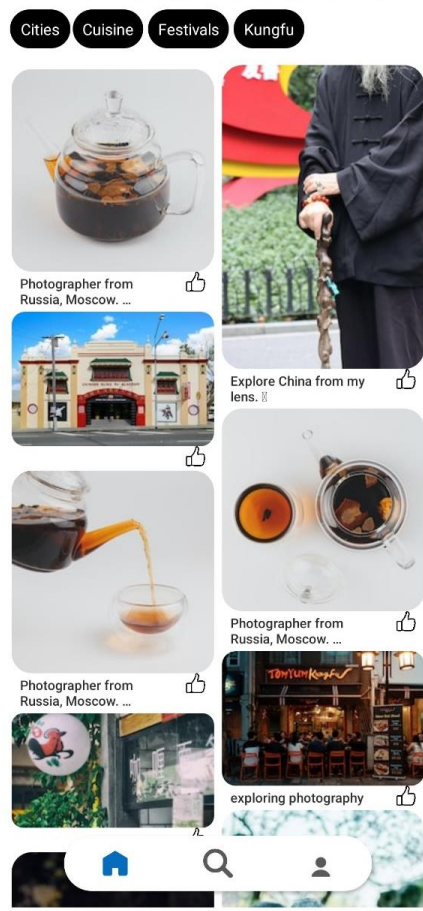 Cities
Cuisine
Festivals
Kungfu
Photographer from
Russia, Moscow. ...
Explore China from my
lens.
Photographer from
Russia, Moscow. ...
Photographer from
Russia, Moscow. ...
TOMYUM Kungfu
exploring photography